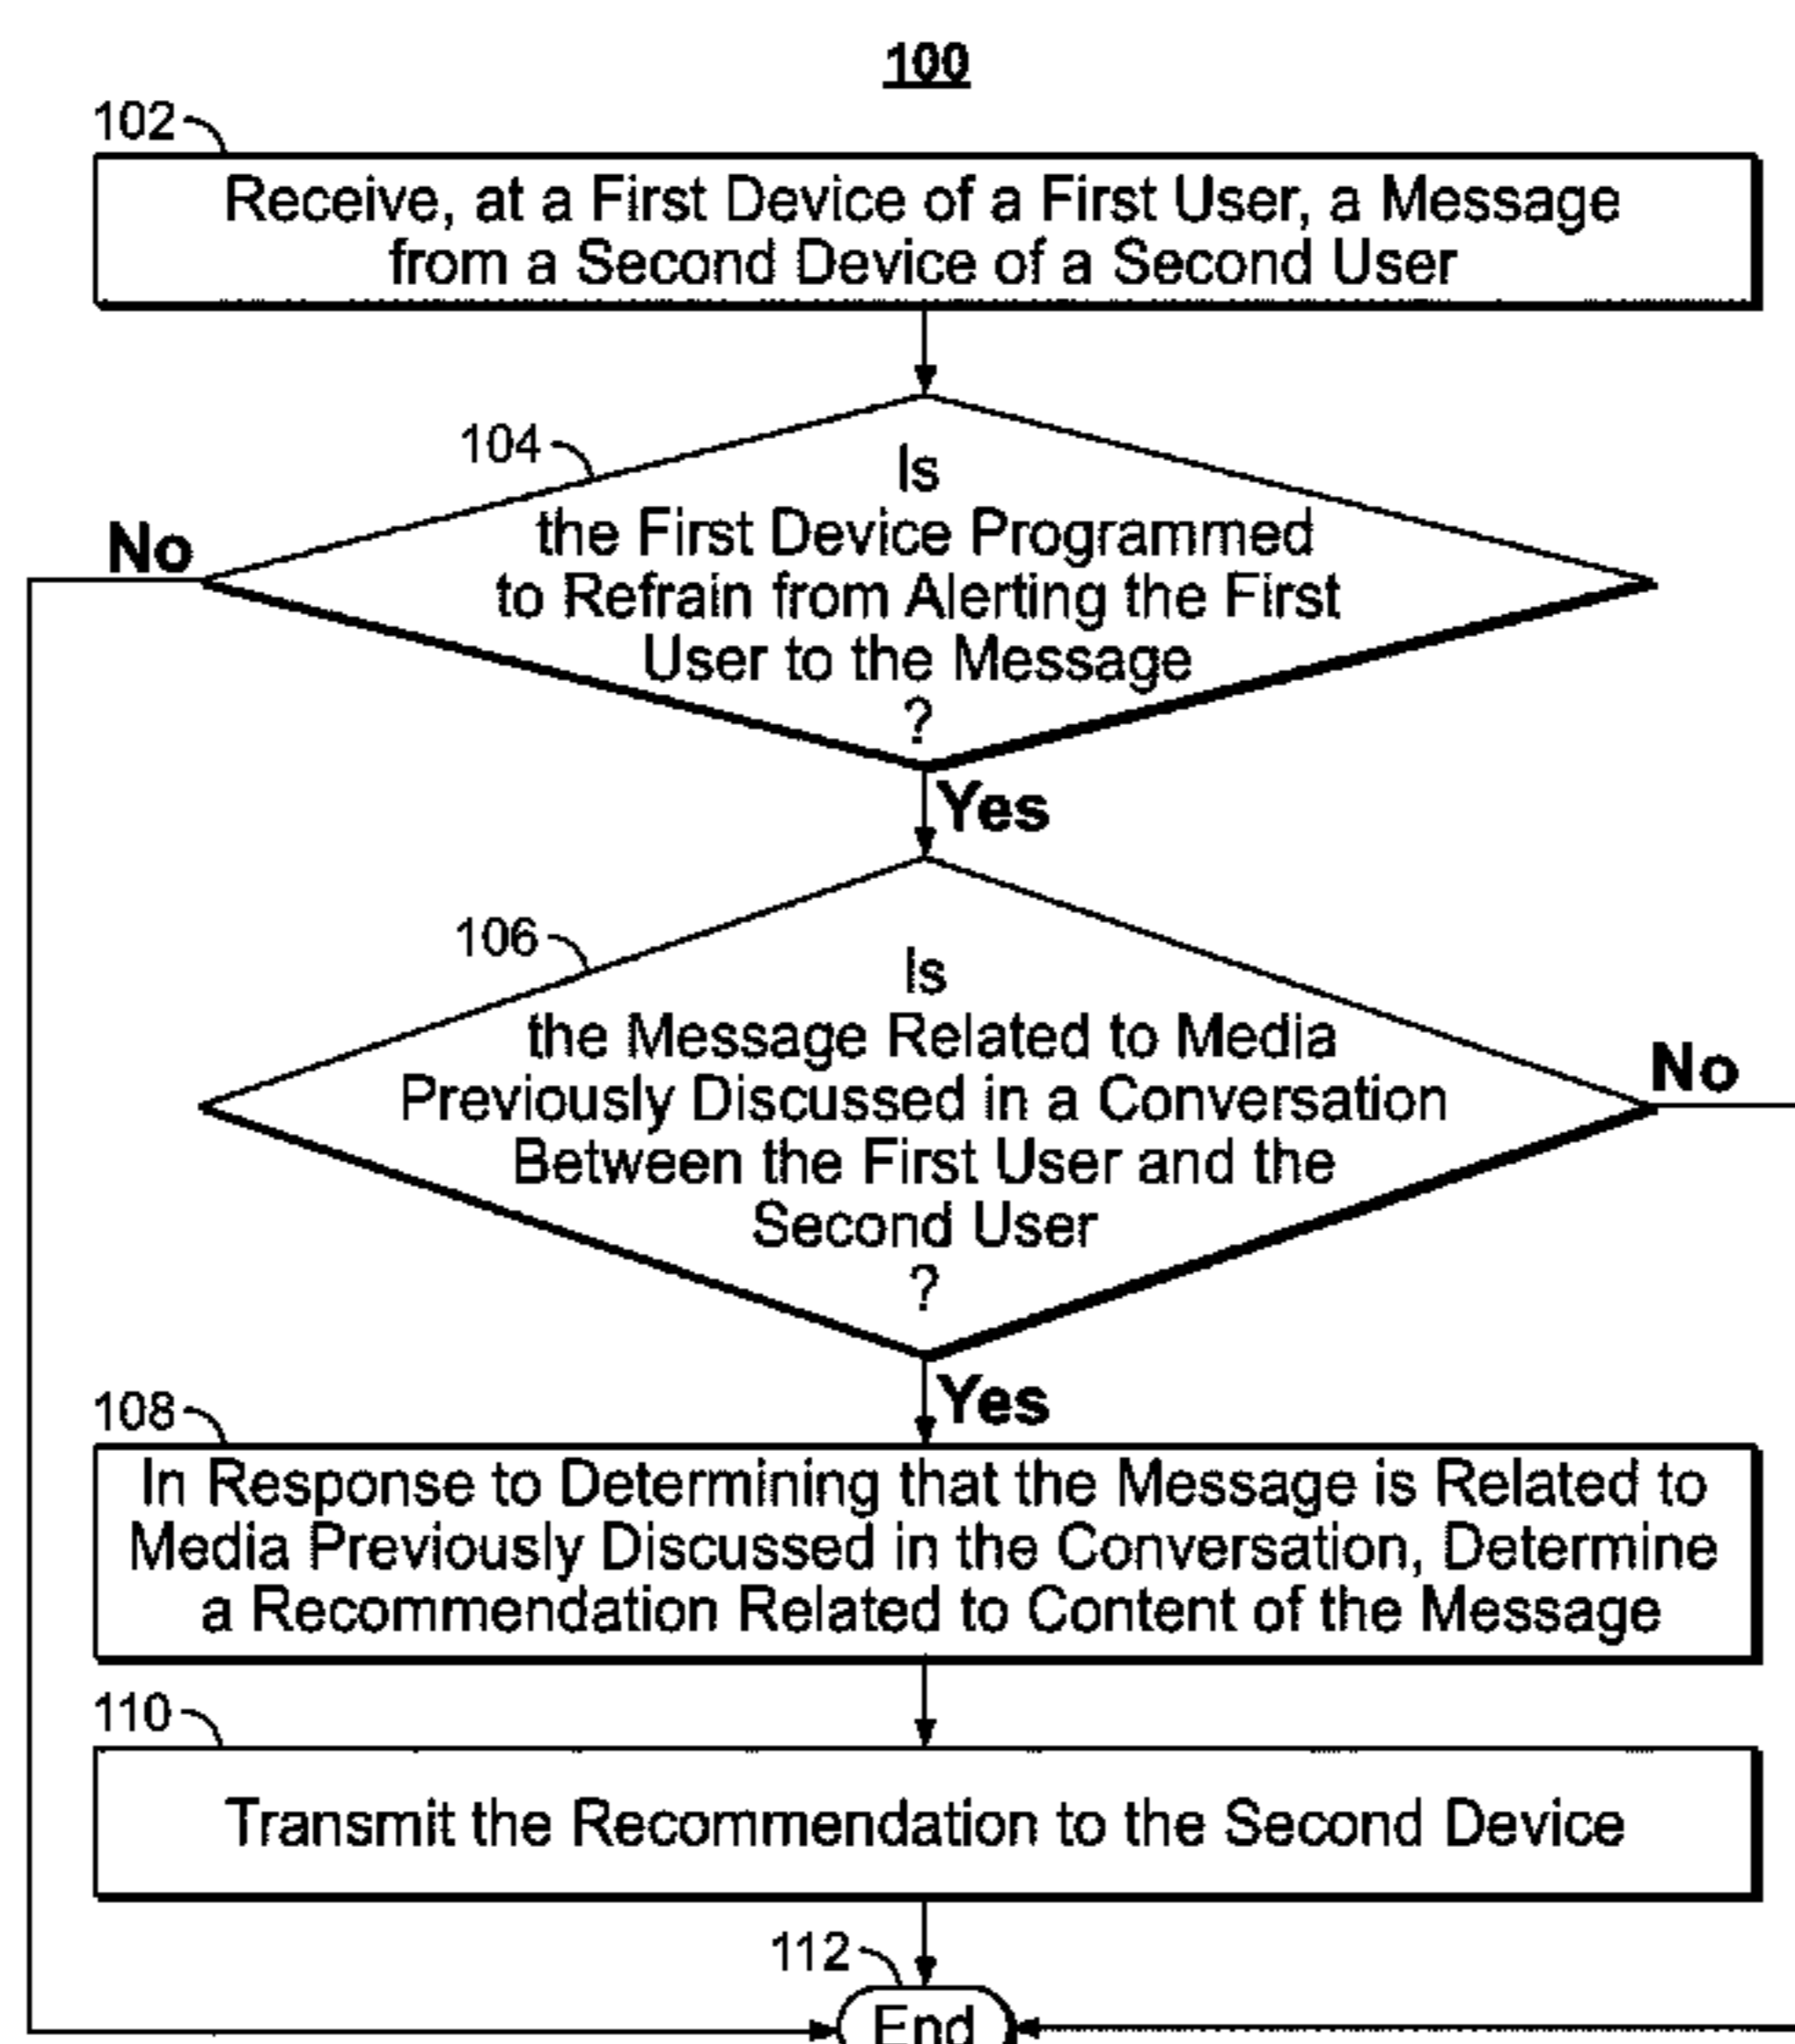 100
102
Receive, at a First Device of a First User, a Message
from a Second Device of a Second User
104
Is
the First Device Programmed
to Refrain from Alerting the First
User to the Message
?
No
Yes
106
Is
the Message Related to Media
Previously Discussed in a Conversation
Between the First User and the
Second User
?
No
Yes
108
In Response to Determining that the Message is Related to
Media Previously Discussed in the Conversation, Determine
a Recommendation Related to Content of the Message
110
Transmit the Recommendation to the Second Device
112
End